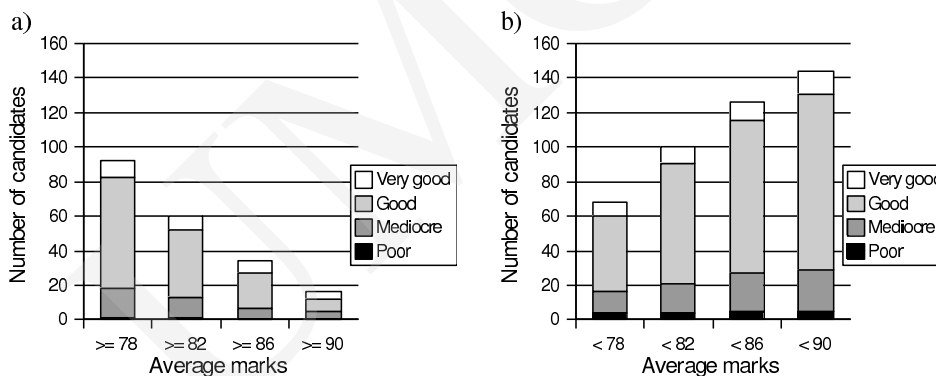 a)
Number of candidates
160
140
120
100
80
60
40
20
0
>= 78 >= 82 >= 86 >= 90
Average marks
Very good
Good
Mediocre
Poor
b)
Number of candidates
160
140
120
100
80
60
40
20
0
< 78 < 82 < 86 < 90
Average marks
Very good
Good
Mediocre
Poor